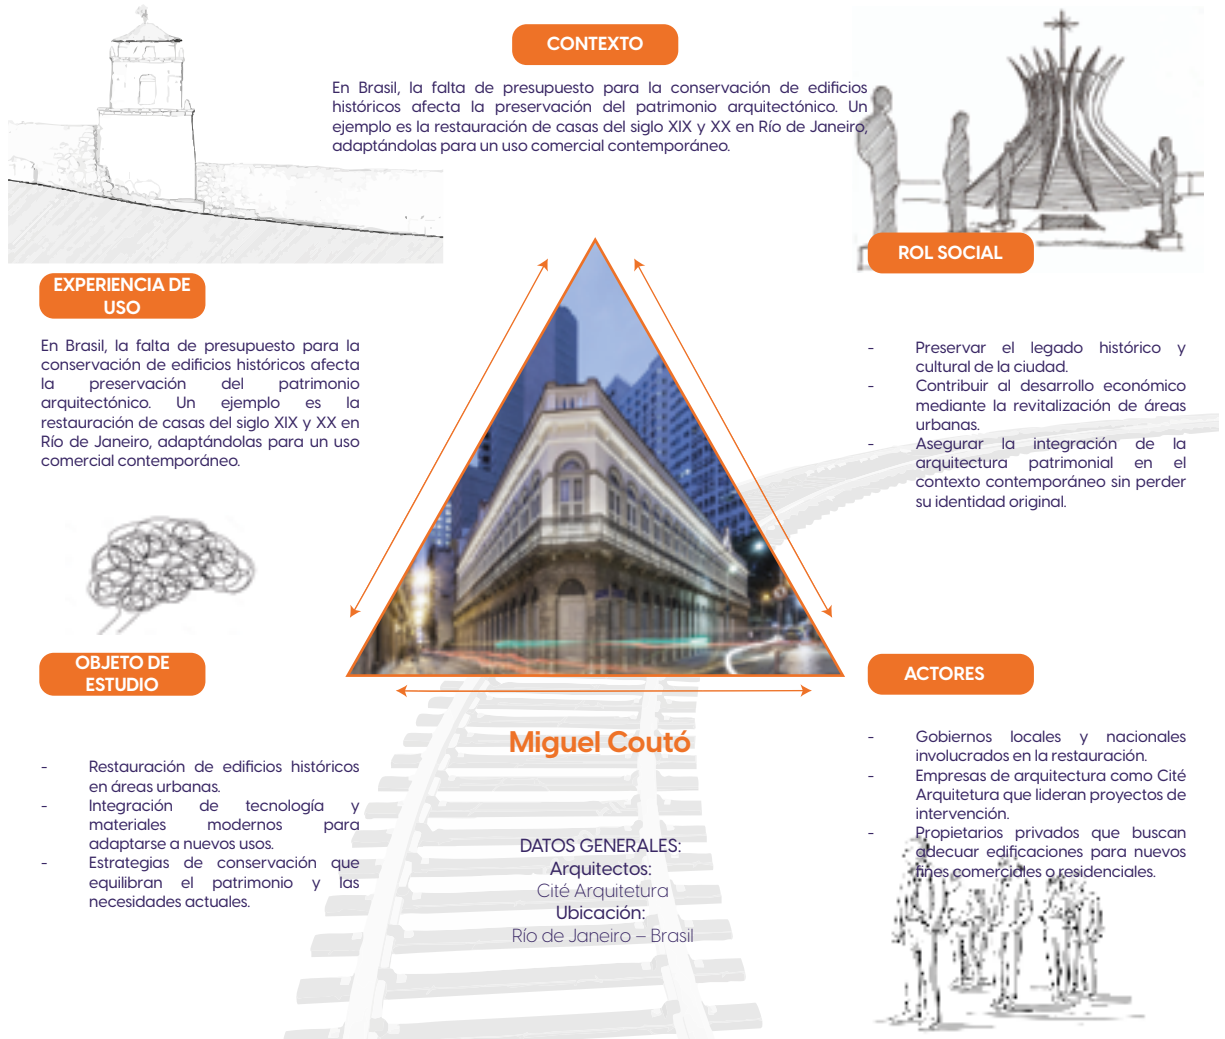 CONTEXTO
En Brasil, la falta de presupuesto para la conservación de edificios
históricos afecta la preservación del patrimonio arquitectónico. Un
ejemplo es la restauración de casas del siglo XIX y XX en Río de Janeiro,
adaptándolas para un uso comercial contemporáneo.
EXPERIENCIA DE
USO
En Brasil, la falta de presupuesto para la
conservación de edificios históricos afecta
la preservación del patrimonio
arquitectónico. Un ejemplo es la
restauración de casas del siglo XIX y XX en
Río de Janeiro, adaptándolas para un uso
comercial contemporáneo.
ROL SOCIAL
- Preservar el legado histórico y
cultural de la ciudad.
- Contribuir al desarrollo económico
mediante la revitalización de áreas
urbanas.
- Asegurar la integración de la
arquitectura patrimonial en el
contexto contemporáneo sin perder
su identidad original.
OBJETO DE
ESTUDIO
- Restauración de edificios históricos
en áreas urbanas.
- Integración de tecnología y
materiales modernos para
adaptarse a nuevos usos.
- Estrategias de conservación que
equilibran el patrimonio y las
necesidades actuales.
Miguel Coutó
DATOS GENERALES:
Arquitectos:
Cité Arquitetura
Ubicación:
Río de Janeiro – Brasil
ACTORES
- Gobiernos locales y nacionales
involucrados en la restauración.
- Empresas de arquitectura como Cité
Arquitetura que lideran proyectos de
intervención.
- Propietarios privados que buscan
adecuar edificaciones para nuevos
fines comerciales o residenciales.